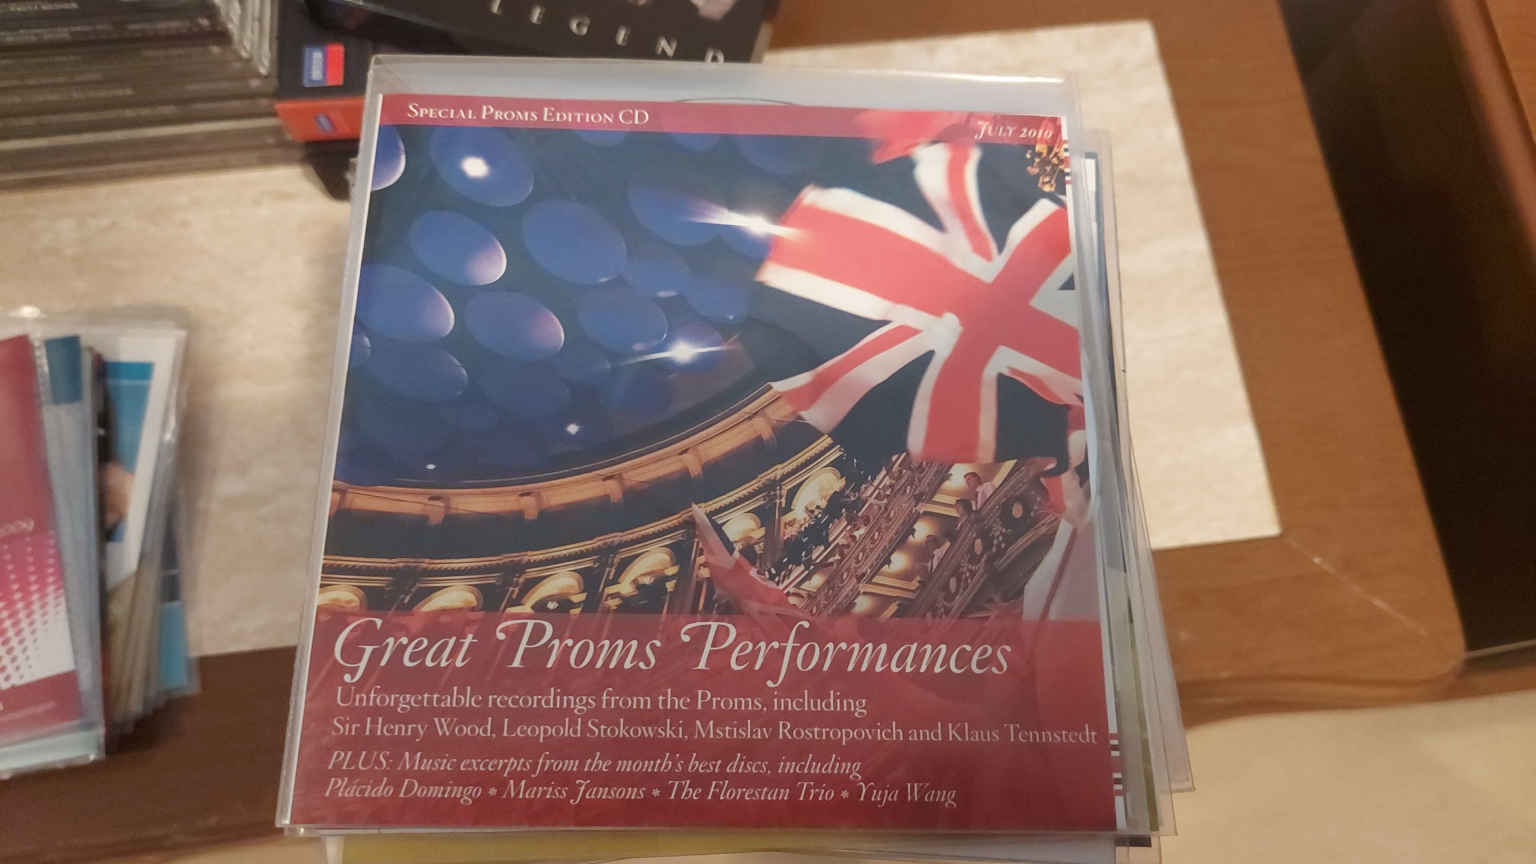 LEGEND
DECCA
SPECIAL PROMS EDITION CD
JULY 2010
Great Proms Performances
Unforgettable recordings from the Proms, including
Sir Henry Wood, Leopold Stokowski, Mstislav Rostropovich and Klaus Tennstedt
PLUS: Music excerpts from the month's best discs, including
Plácido Domingo * Mariss Jansons * The Florestan Trio * Yuja Wang